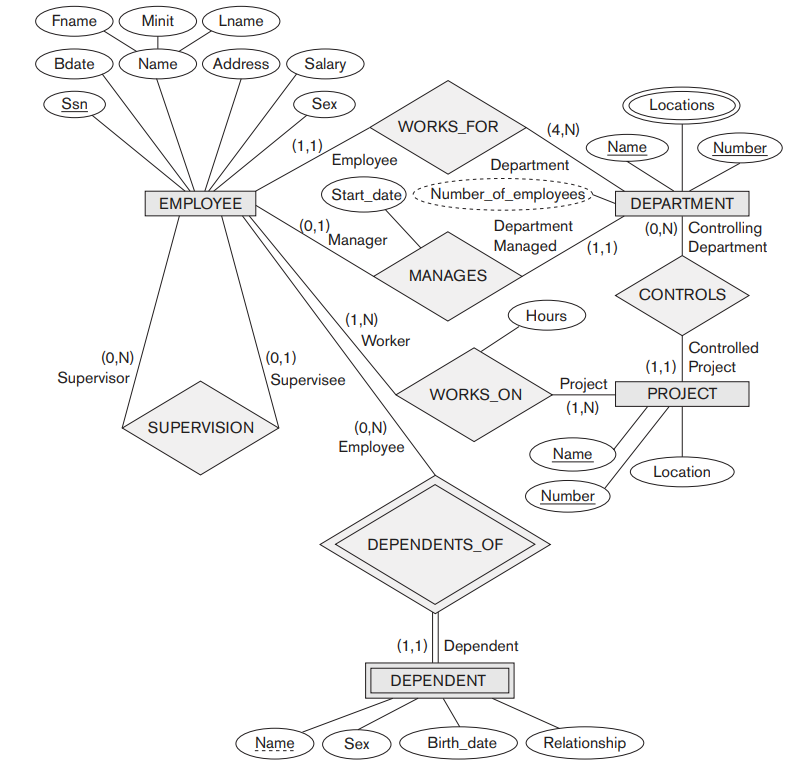 Fname
Minit
Lname
Bdate
Name
Address
Salary
Ssn
Sex
WORKS_FOR
(4,N)
Locations
(1,1)
Employee
Department
Name
Number
Start_date
Number_of_employees
EMPLOYEE
DEPARTMENT
(0,1)
Manager
Department
Managed
(1,1)
(0,N)
Controlling
Department
MANAGES
CONTROLS
Hours
(1,N)
Worker
(0,N)
Supervisor
(0,1)
Supervisee
Controlled
Project
(1,1)
WORKS_ON
Project
(1,N)
PROJECT
SUPERVISION
(0,N)
Employee
Name
Location
Number
DEPENDENTS_OF
(1,1)
Dependent
DEPENDENT
Name
Sex
Birth_date
Relationship